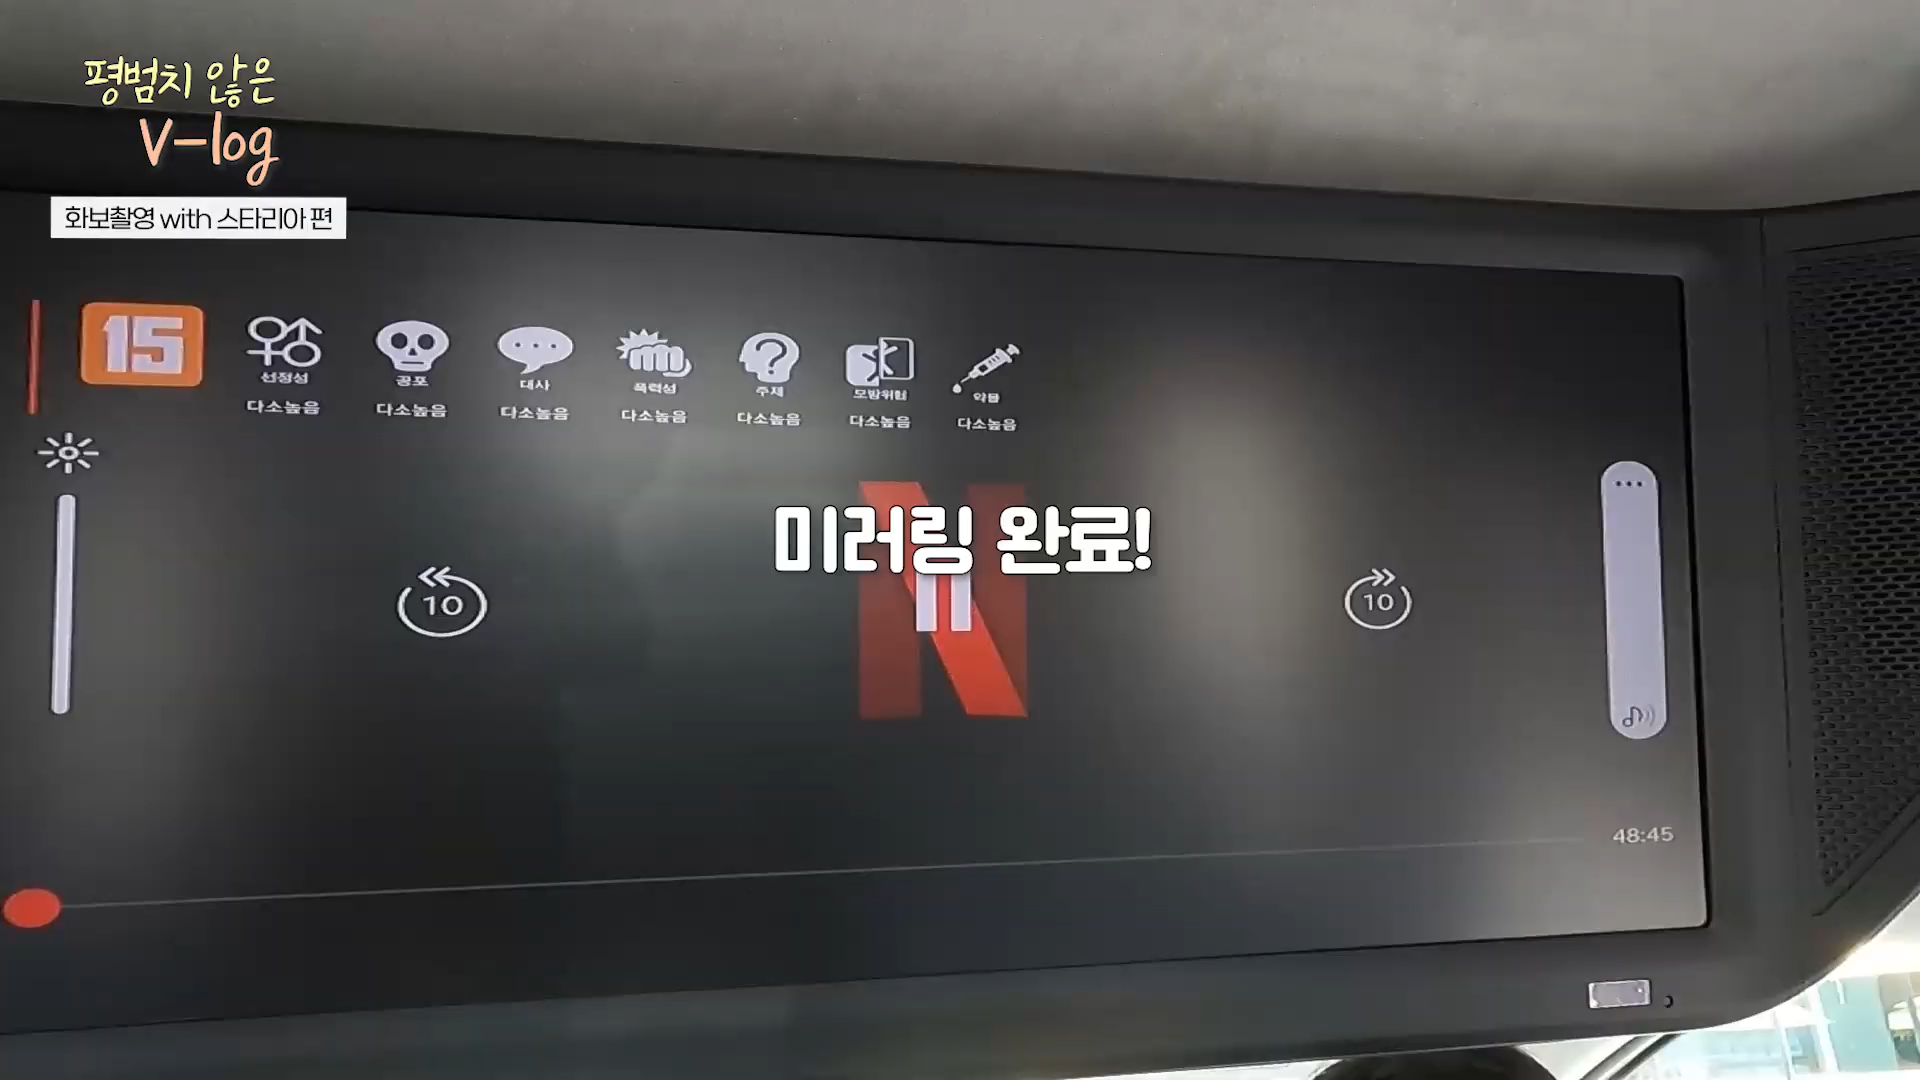 평범치 않은
V-log
화보촬영 with 스타리아 편
15
선정성 공포 대사 폭력성 주제 모방위험 약물
다소높음 다소높음 다소높음 다소높음 다소높음 다소높음 다소높음
미러링 완료!
10 10
48:45